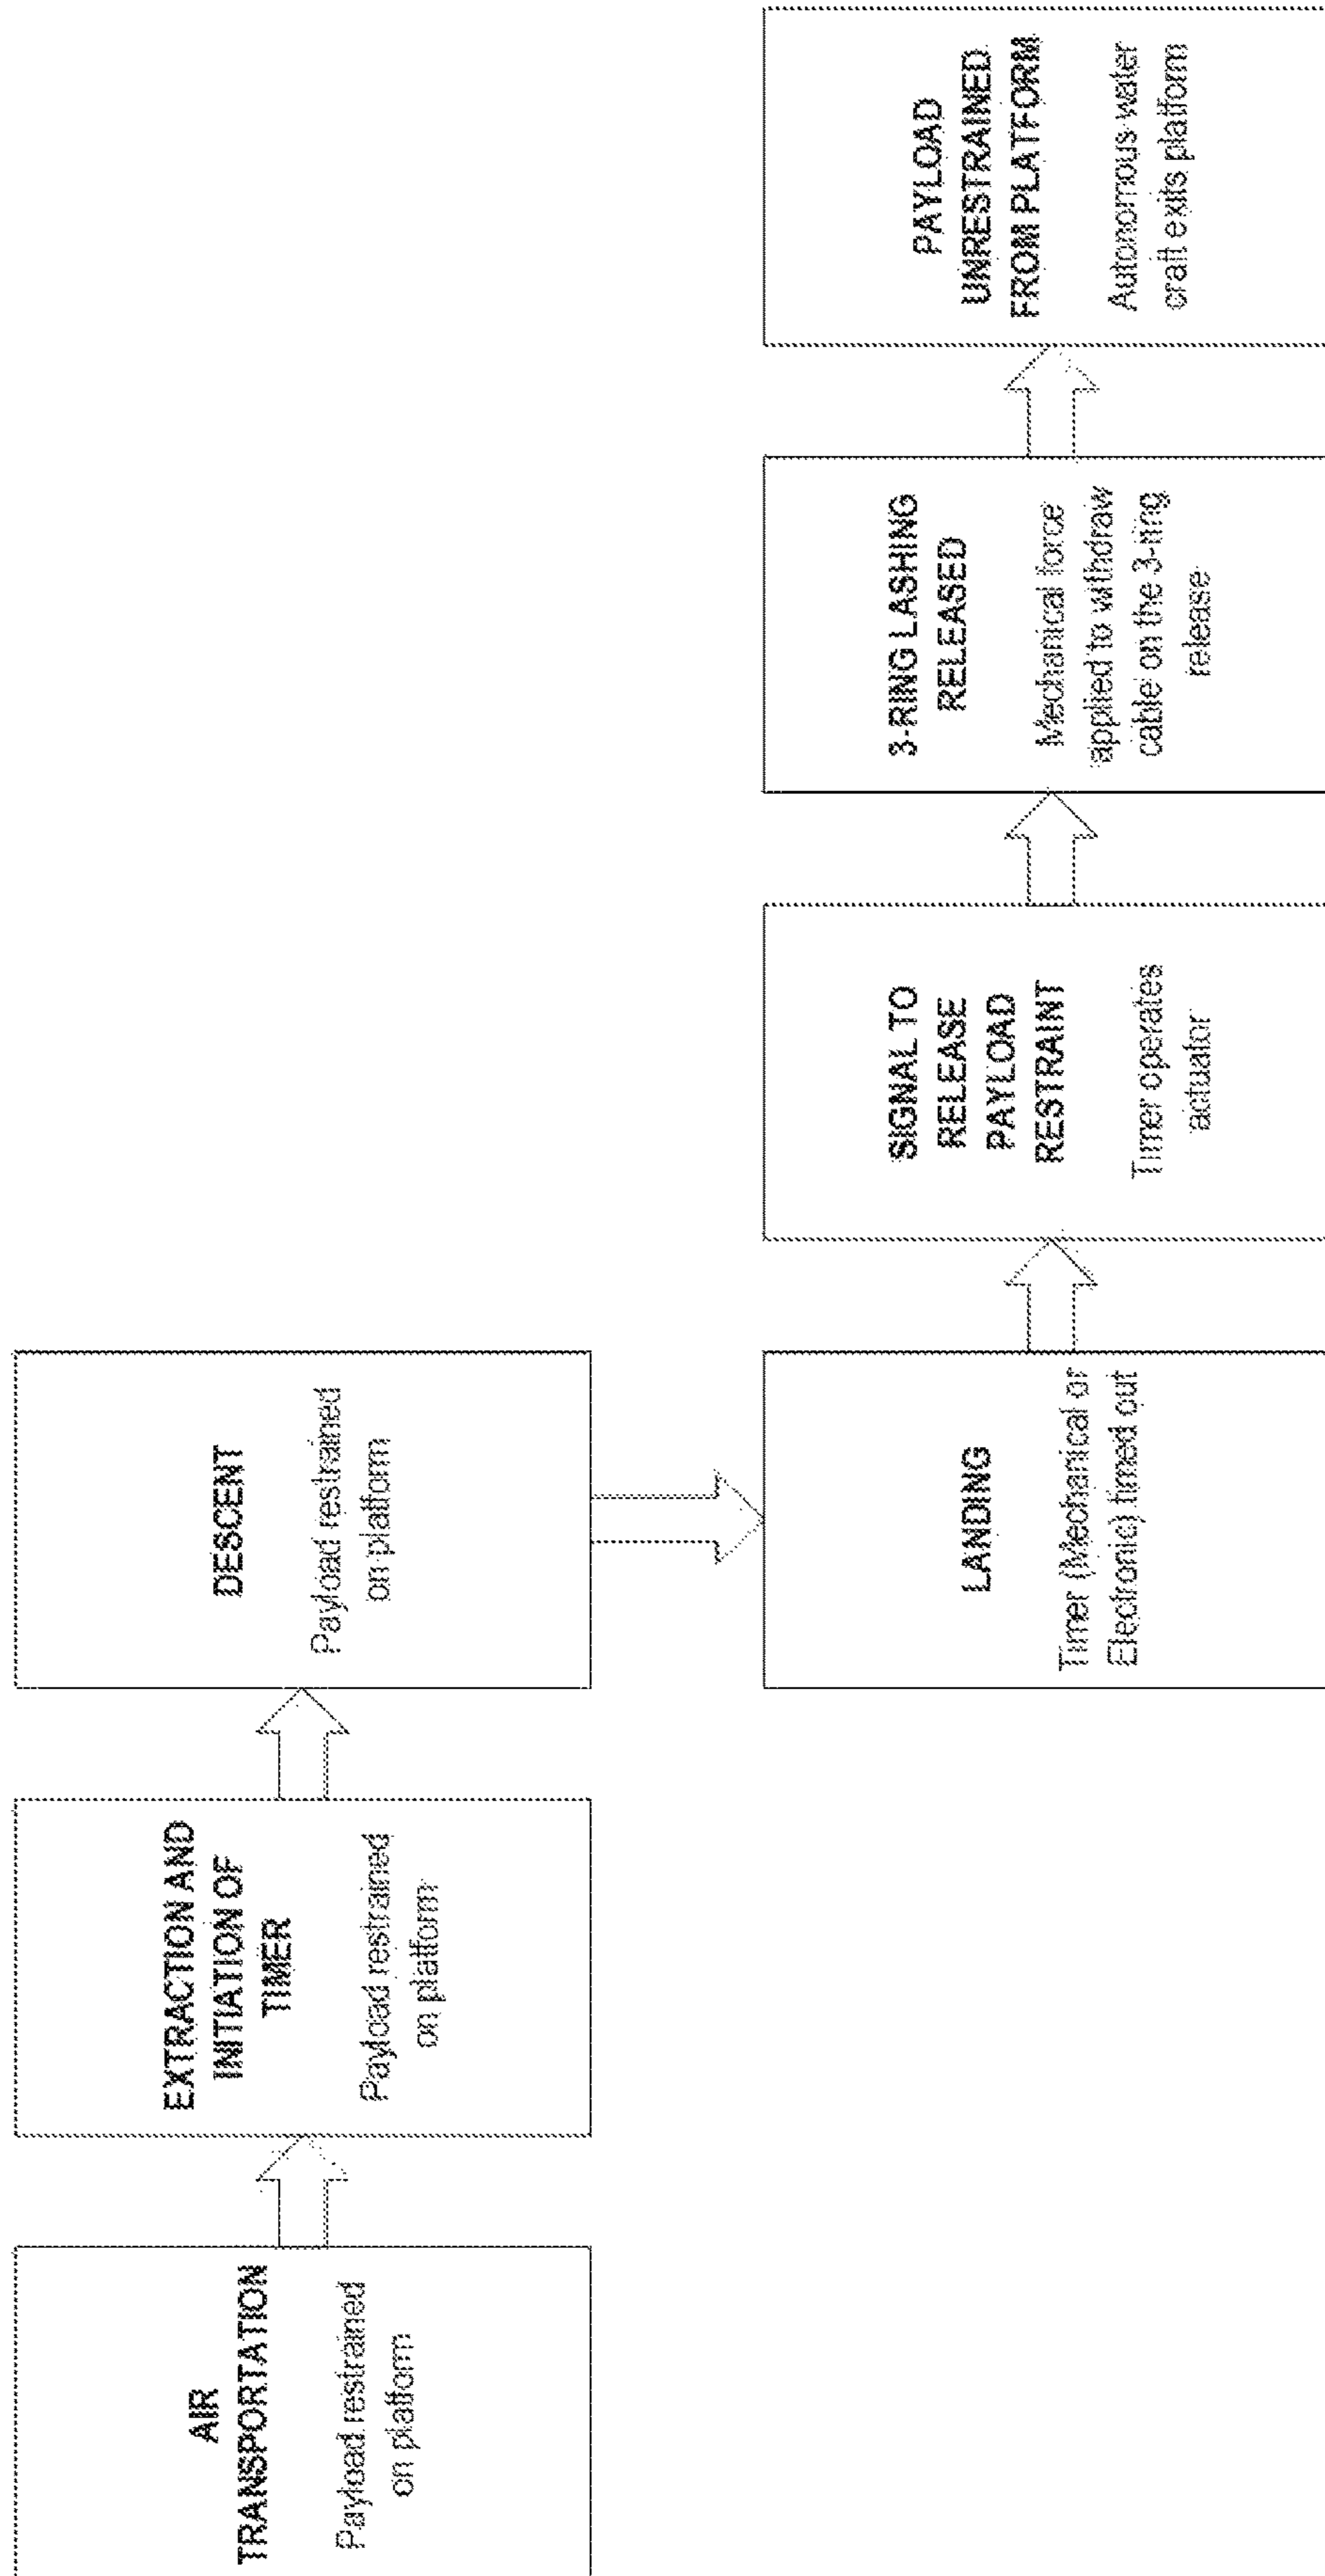 AIR
TRANSPORTATION
Payload restrained
on platform
EXTRACTION AND
INITIATION OF
TIMER
Payload restrained
on platform
DESCENT
Payload restrained
on platform
LANDING
Timer (Mechanical or
Electronic) timed out
SIGNAL TO
RELEASE
PAYLOAD
RESTRAINT
Timer operates
actuator
3-RING LASHING
RELEASED
Mechanical force
applied to withdraw
cable on the 3-ring
release
PAYLOAD
UNRESTRAINED
FROM PLATFORM
Autonomous water
craft exits platform